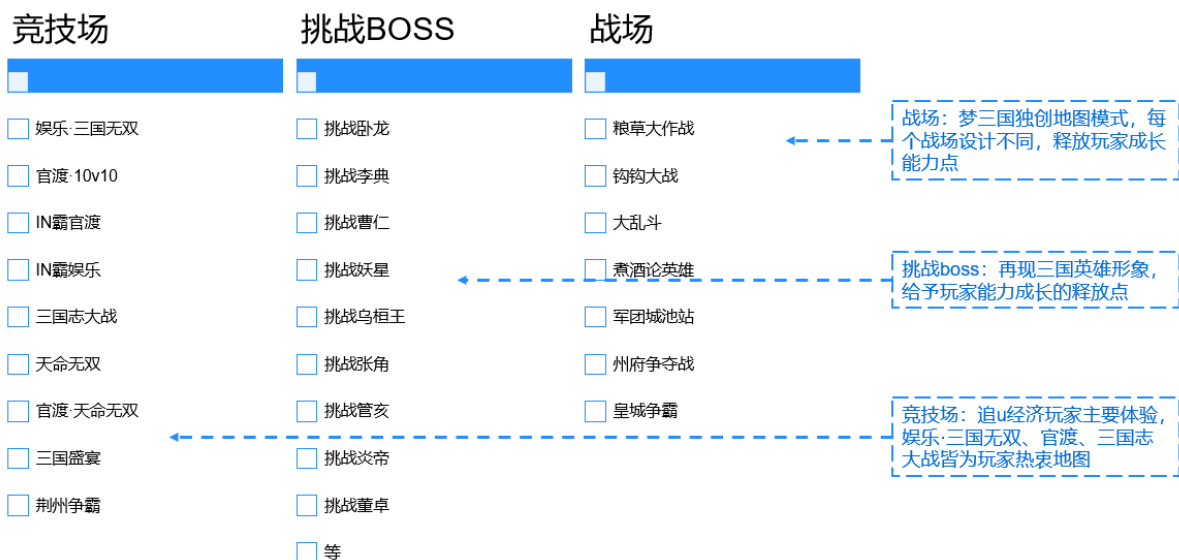 竞技场
挑战BOSS
战场
娱乐·三国无双
官渡·10v10
IN霸官渡
IN霸娱乐
三国志大战
天命无双
官渡·天命无双
三国盛宴
荆州争霸
挑战卧龙
挑战李典
挑战曹仁
挑战妖星
挑战乌桓王
挑战张角
挑战管亥
挑战炎帝
挑战董卓
等
粮草大作战
钩钩大战
大乱斗
煮酒论英雄
军团城池站
州府争夺战
皇城争霸
战场：梦三国独创地图模式，每
个战场设计不同，释放玩家成长
能力点
挑战boss：再现三国英雄形象，
给予玩家能力成长的释放点
竞技场：追u经济玩家主要体验，
娱乐·三国无双、官渡、三国志
大战皆为玩家热衷地图